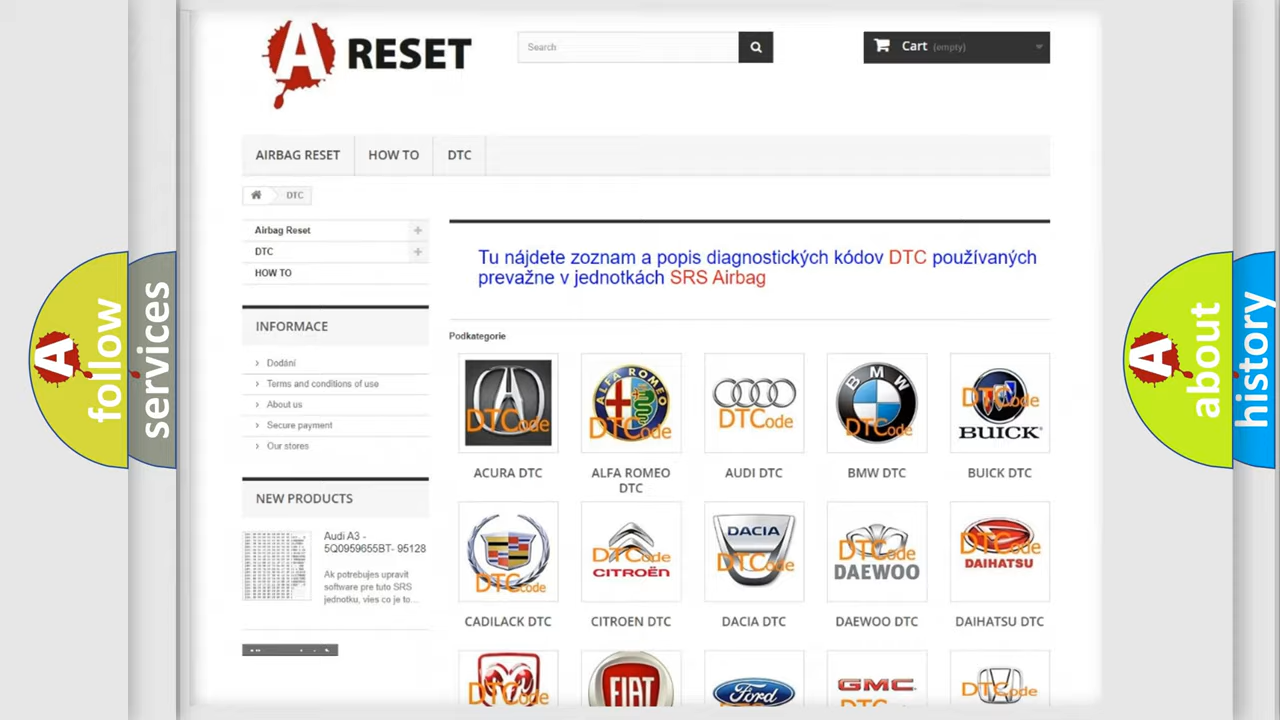 A RESET
Search
Cart (empty)
AIRBAG RESET
HOW TO
DTC
DTC
Airbag Reset
DTC
HOW TO
INFORMACE
Dodání
Terms and conditions of use
About us
Secure payment
Our stores
NEW PRODUCTS
Audi A3 -
5Q0959655BT- 95128
Ak potrebujes upravit
software pre tuto SRS
jednotku, vies co je to...
Tu nájdete zoznam a popis diagnostických kódov DTC používaných
prevažne v jednotkách SRS Airbag
Podkategorie
DTCode
ALFA ROMEO
DTCode
DTCode
BMW
DTCode
DTCode
BUICK
ACURA DTC
ALFA ROMEO
DTC
AUDI DTC
BMW DTC
BUICK DTC
DTCode
DTCode
CITROËN
DACIA
DTCode
DTCode
DAEWOO
DTCode
DAIHATSU
CADILACK DTC
CITROEN DTC
DACIA DTC
DAEWOO DTC
DAIHATSU DTC
DTCode
FIAT
Ford
GMC
DTCode
A follow
services
A about
history